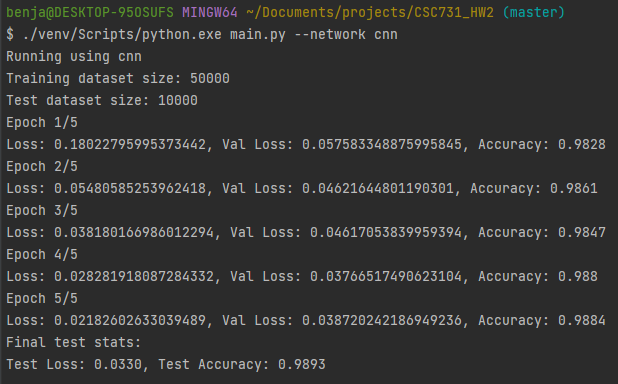 benja@DESKTOP-950SUFS MINGW64 ~/Documents/projects/CSC731_HW2 (master)
$ ./venv/Scripts/python.exe main.py --network cnn
Running using cnn
Training dataset size: 50000
Test dataset size: 10000
Epoch 1/5
Loss: 0.18022795995373442, Val Loss: 0.057583348875995845, Accuracy: 0.9828
Epoch 2/5
Loss: 0.05480585253962418, Val Loss: 0.04621644801190301, Accuracy: 0.9861
Epoch 3/5
Loss: 0.038180166986012294, Val Loss: 0.04617053839959394, Accuracy: 0.9847
Epoch 4/5
Loss: 0.028281918087284332, Val Loss: 0.03766517490623104, Accuracy: 0.988
Epoch 5/5
Loss: 0.02182602633039489, Val Loss: 0.038720242186949236, Accuracy: 0.9884
Final test stats:
Test Loss: 0.0330, Test Accuracy: 0.9893